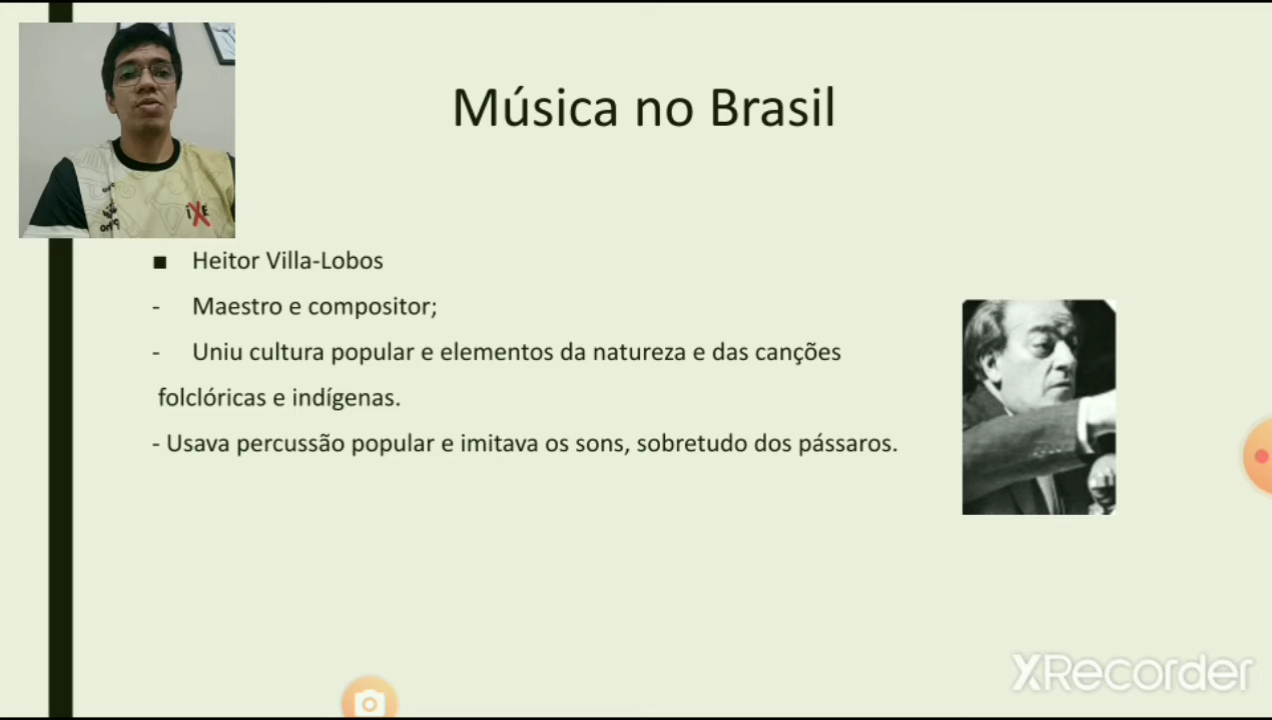 Música no Brasil
■ Heitor Villa-Lobos
- Maestro e compositor;
- Uniu cultura popular e elementos da natureza e das canções
folclóricas e indígenas.
- Usava percussão popular e imitava os sons, sobretudo dos pássaros.
iXE
XRecorder